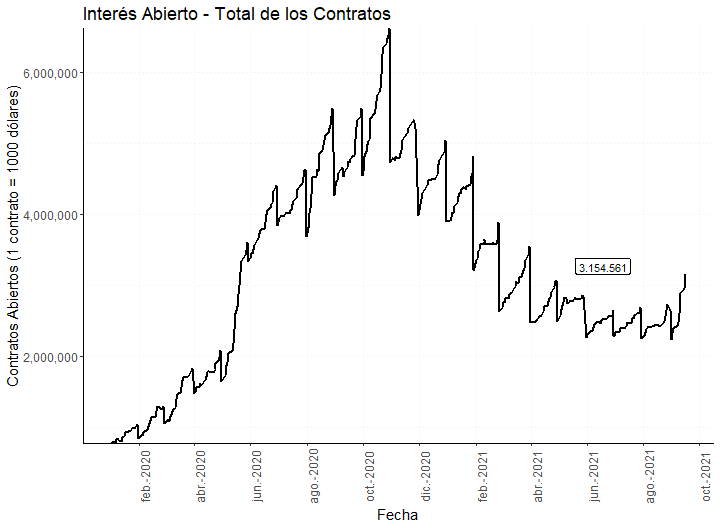 Interés Abierto - Total de los Contratos
Contratos Abiertos (1 contrato = 1000 dólares)
6,000,000
4,000,000
2,000,000
3.154.561
feb.-2020
abr.-2020
jun.-2020
ago.-2020
oct.-2020
dic.-2020
feb.-2021
abr.-2021
jun.-2021
ago.-2021
oct.-2021
Fecha